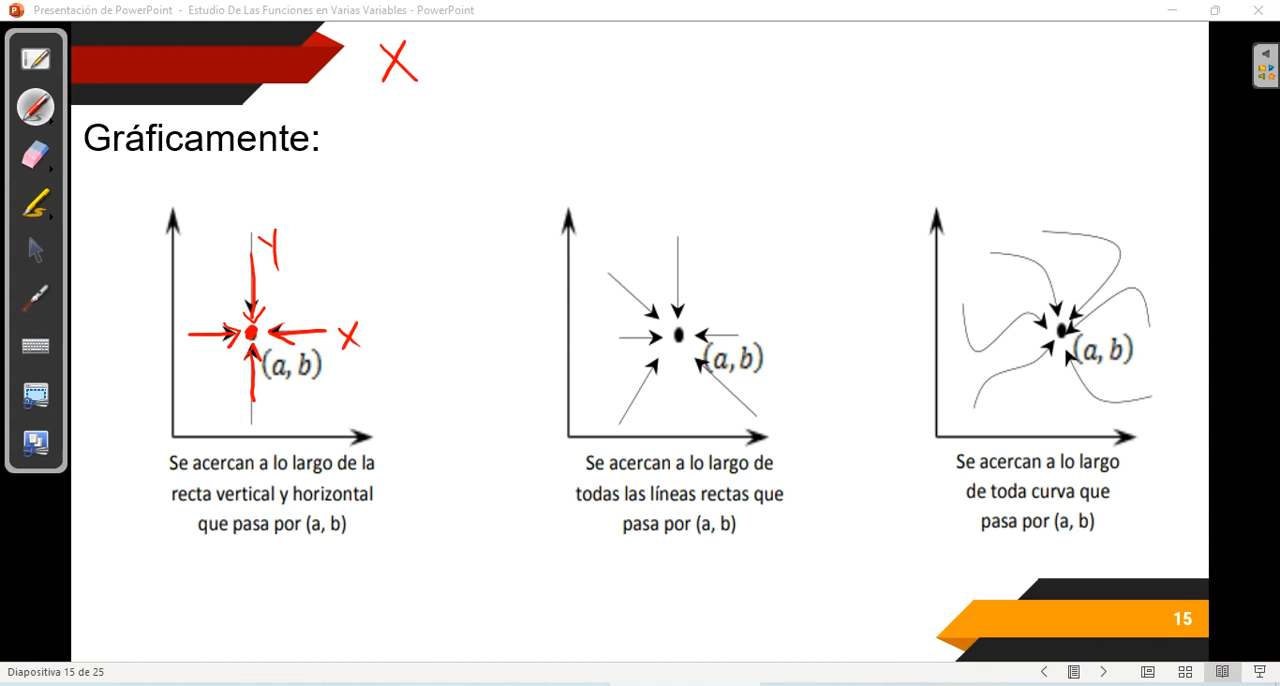 Presentación de PowerPoint - Estudio De Las Funciones en Varias Variables - PowerPoint
X
Gráficamente:
Y
X
(a, b)
Se acercan a lo largo de la
recta vertical y horizontal
que pasa por (a, b)
(a, b)
Se acercan a lo largo de
todas las líneas rectas que
pasa por (a, b)
(a, b)
Se acercan a lo largo
de toda curva que
pasa por (a, b)
15
Diapositiva 15 de 25